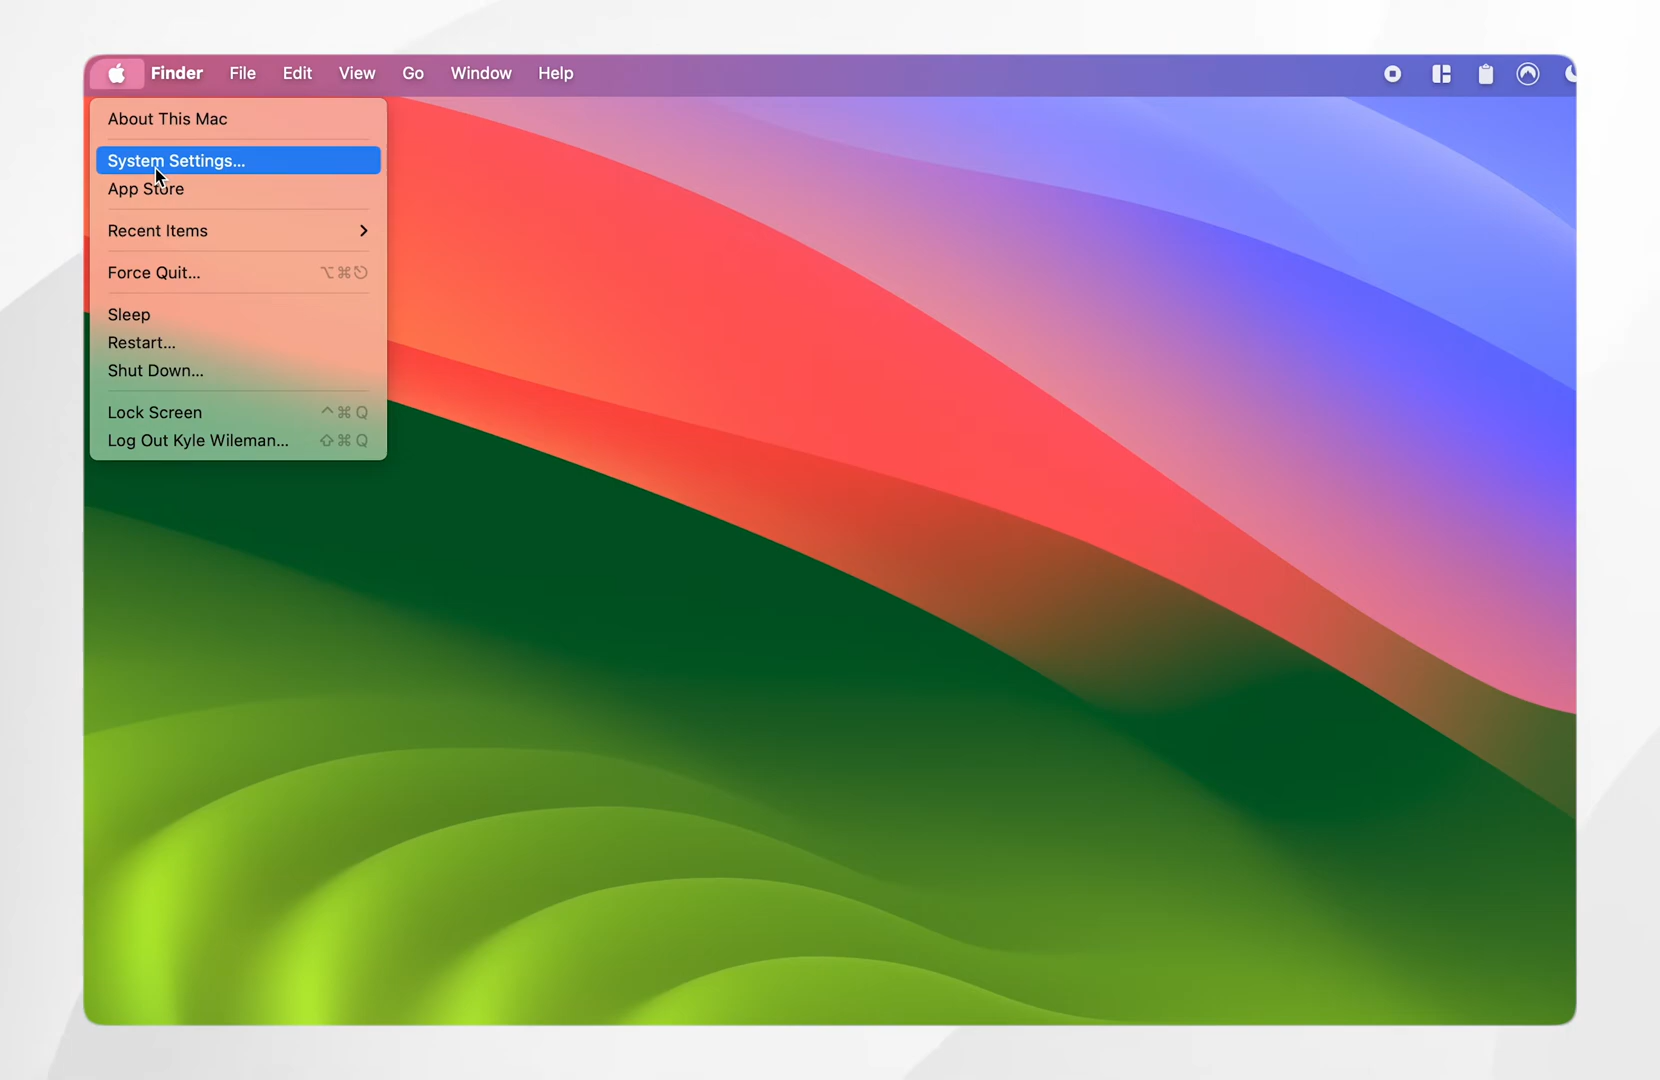 Finder File Edit View Go Window Help
About This Mac
System Settings...
App Store
Recent Items
Force Quit... ⌥⌘⎋
Sleep
Restart...
Shut Down...
Lock Screen ^⌘Q
Log Out Kyle Wileman... ⇧⌘Q